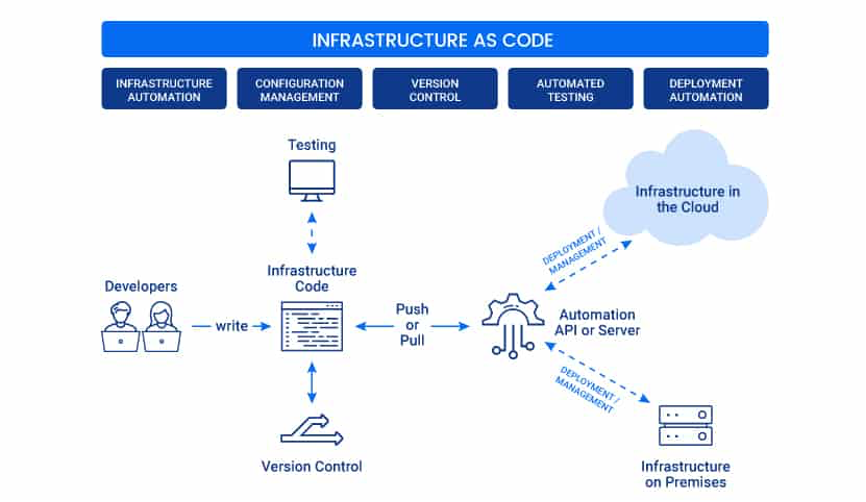 INFRASTRUCTURE AS CODE
INFRASTRUCTURE
AUTOMATION
CONFIGURATION
MANAGEMENT
VERSION
CONTROL
AUTOMATED
TESTING
DEPLOYMENT
AUTOMATION
Testing
Infrastructure in
the Cloud
DEPLOYMENT /
MANAGEMENT
Infrastructure
Code
Developers
write
Push
or
Pull
Automation
API or Server
DEPLOYMENT /
MANAGEMENT
Version Control
Infrastructure
on Premises